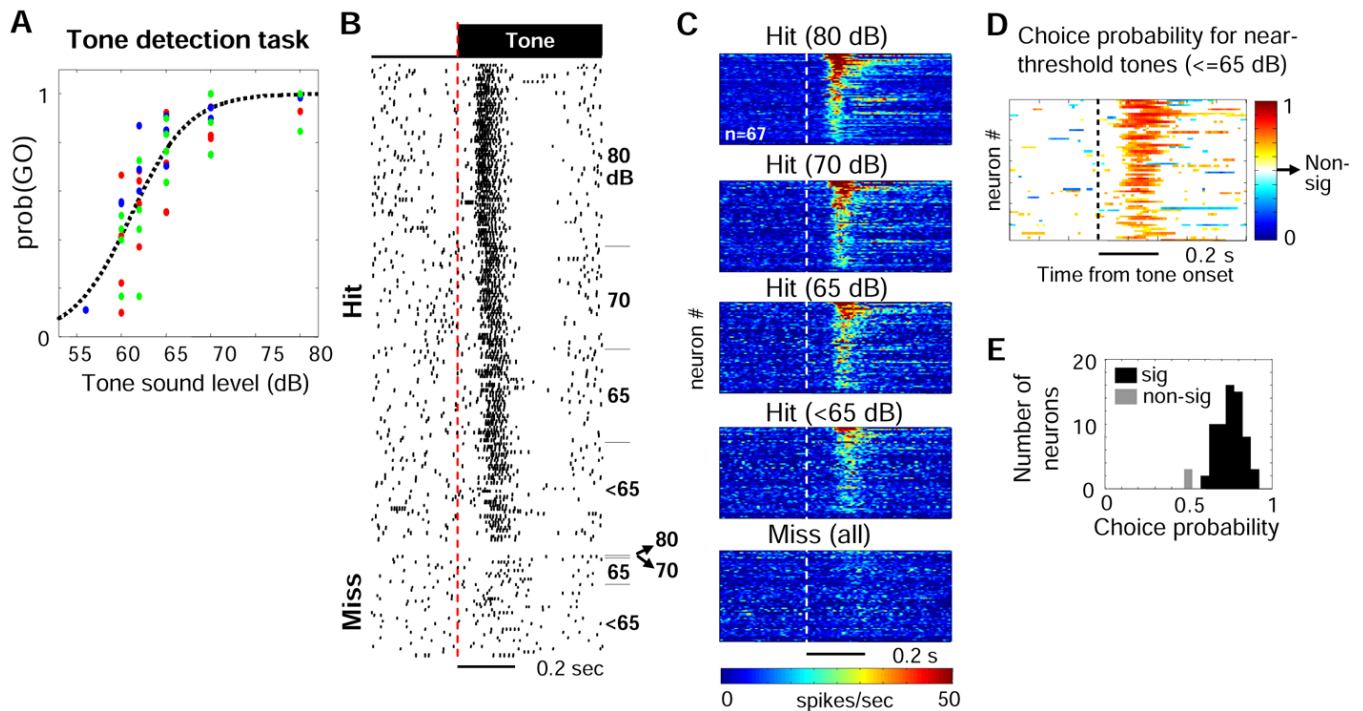 A
Tone detection task
prob(GO)
1
0
55
60
65
70
75
80
Tone sound level (dB)
B
Tone
Hit
Miss
80
dB
70
65
<65
80
65
70
<65
0.2 sec
C
Hit (80 dB)
n=67
Hit (70 dB)
Hit (65 dB)
neuron #
Hit (<65 dB)
Miss (all)
0.2 s
0
spikes/sec
50
D
Choice probability for near-
threshold tones (<=65 dB)
neuron #
1
Non-
sig
0
0.2 s
Time from tone onset
E
Number of
neurons
20
10
0
sig
non-sig
0
0.5
1
Choice probability